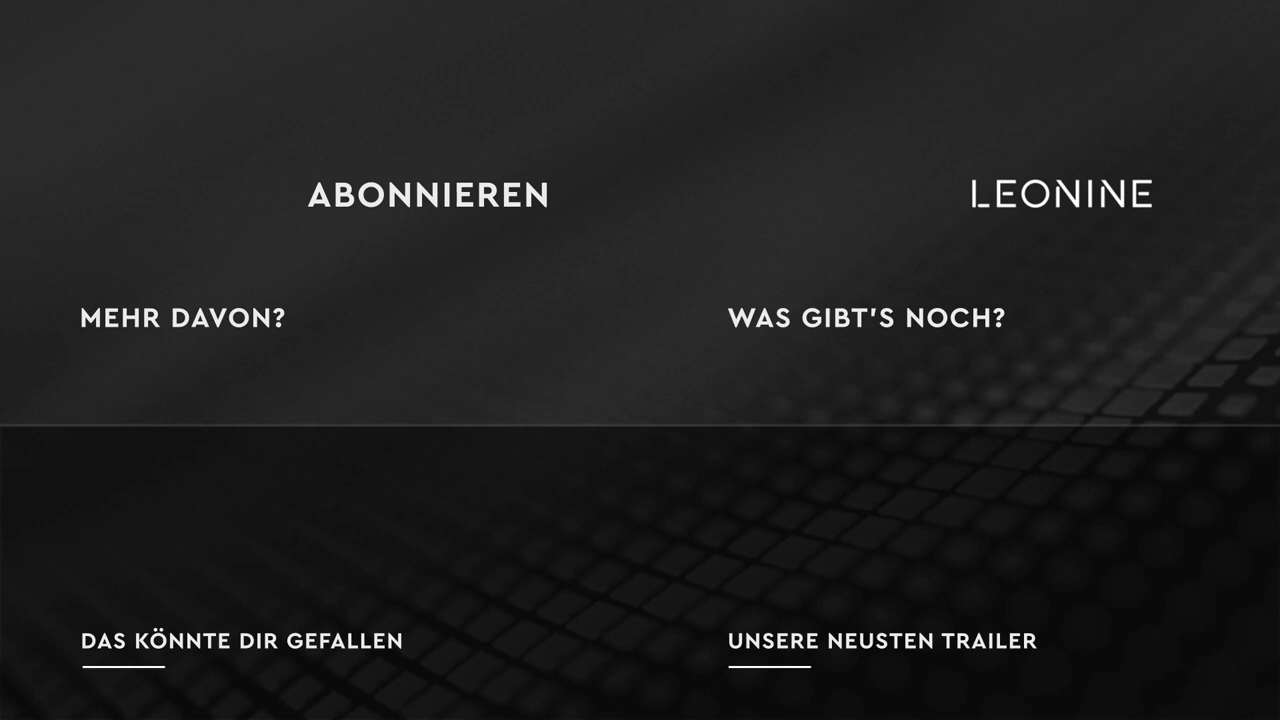 ABONNIEREN
LEONINE
MEHR DAVON?
WAS GIBT'S NOCH?
DAS KÖNNTE DIR GEFALLEN
UNSERE NEUSTEN TRAILER